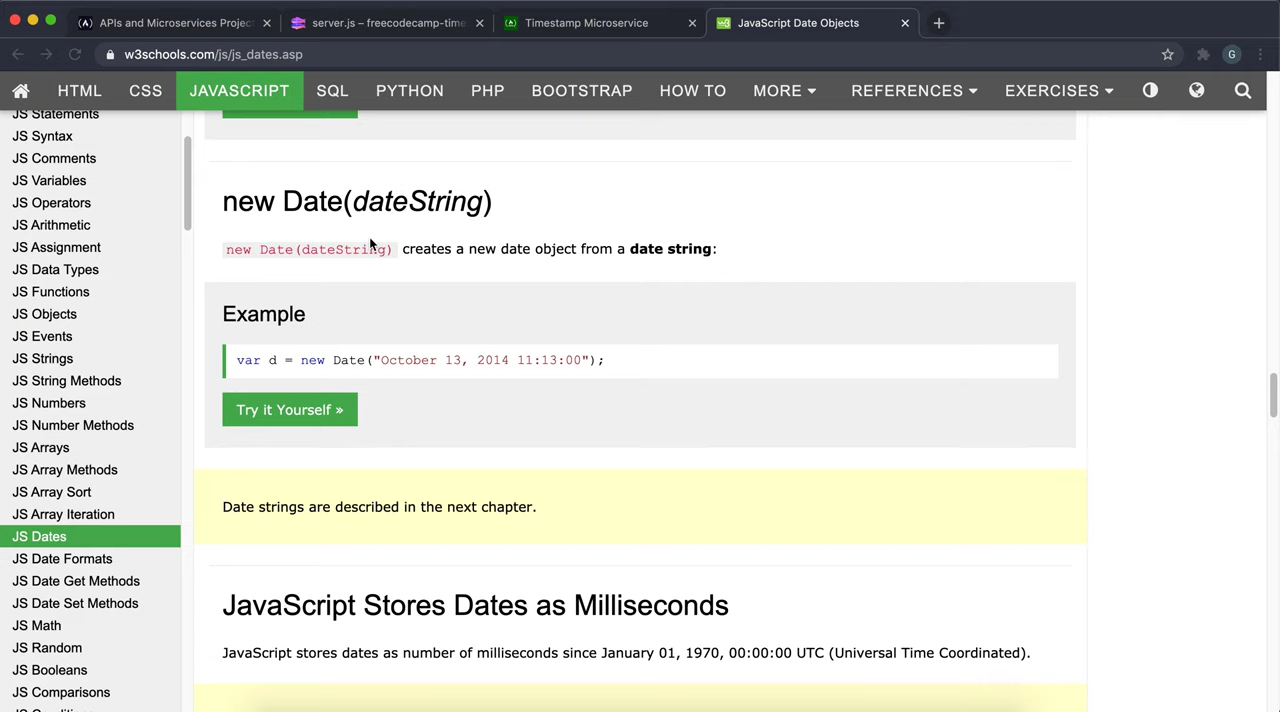 APIs and Microservices Project
server.js – freecodecamp-time
Timestamp Microservice
JavaScript Date Objects
w3schools.com/js/js_dates.asp
G
HTML
CSS
JAVASCRIPT
SQL
PYTHON
PHP
BOOTSTRAP
HOW TO
MORE
REFERENCES
EXERCISES
JS Statements
JS Syntax
JS Comments
JS Variables
JS Operators
JS Arithmetic
JS Assignment
JS Data Types
JS Functions
JS Objects
JS Events
JS Strings
JS String Methods
JS Numbers
JS Number Methods
JS Arrays
JS Array Methods
JS Array Sort
JS Array Iteration
JS Dates
JS Date Formats
JS Date Get Methods
JS Date Set Methods
JS Math
JS Random
JS Booleans
JS Comparisons
new Date(dateString)
new Date(dateString) creates a new date object from a date string:
Example
var d = new Date("October 13, 2014 11:13:00");
Try it Yourself »
Date strings are described in the next chapter.
JavaScript Stores Dates as Milliseconds
JavaScript stores dates as number of milliseconds since January 01, 1970, 00:00:00 UTC (Universal Time Coordinated).